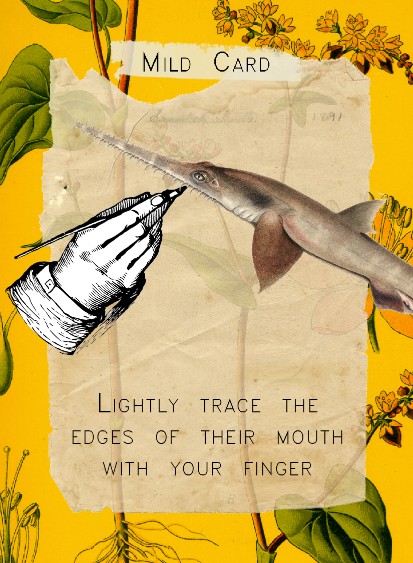 Mild Card
Lightly trace the
edges of their mouth
with your finger